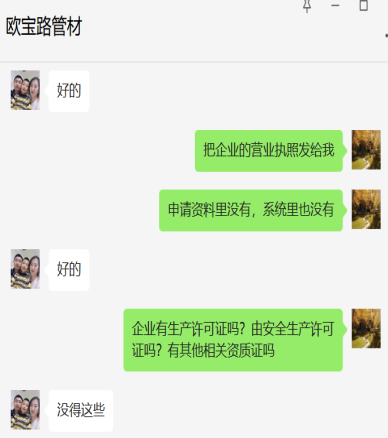 欧宝路管材
好的
把企业的营业执照发给我
申请资料里没有，系统里也没有
好的
企业有生产许可证吗？由安全生产许可
证吗？有其他相关资质证吗
没得这些